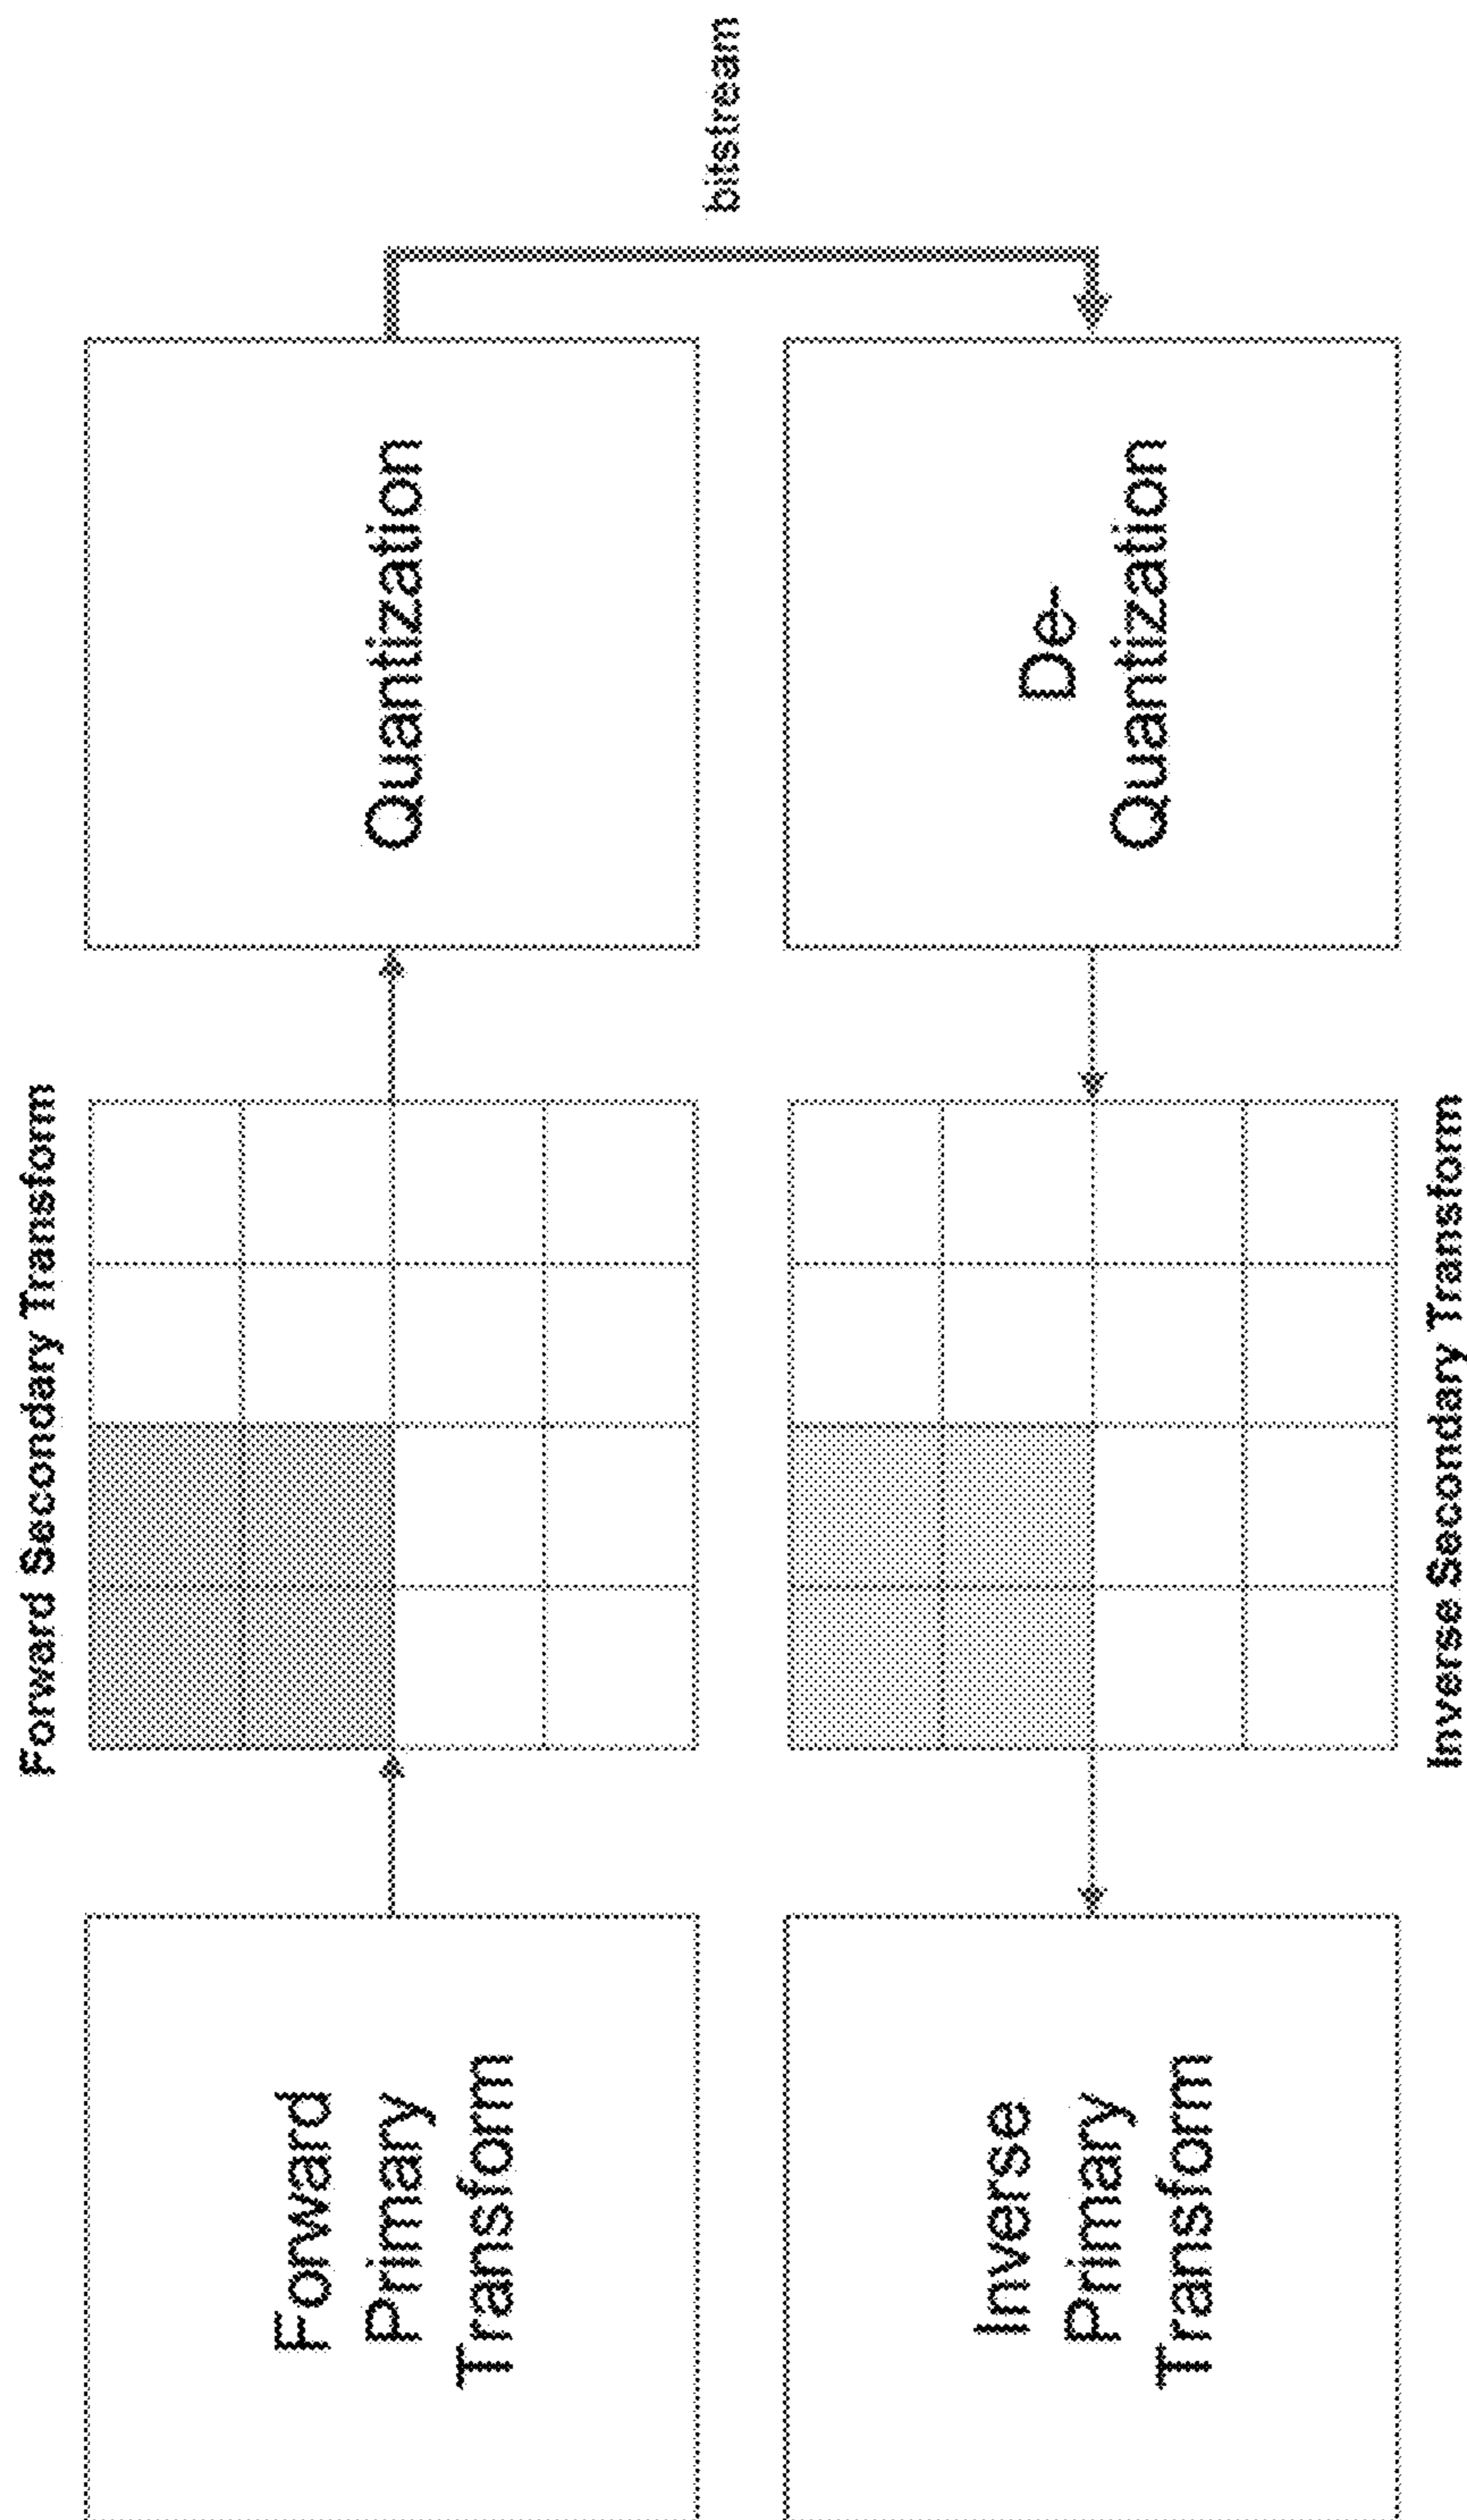 Forward Secondary Transform
Forward
Primary
Transform
Quantization
bitstream
Inverse
Primary
Transform
De-
Quantization
Inverse Secondary Transform